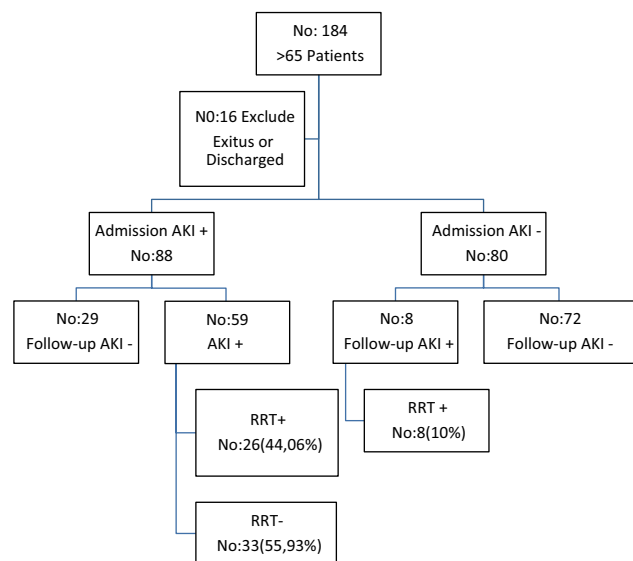 No: 184
>65 Patients
N0:16 Exclude
Exitus or
Discharged
Admission AKI +
No:88
Admission AKI -
No:80
No:29
Follow-up AKI -
No:59
AKI +
No:8
Follow-up AKI +
No:72
Follow-up AKI -
RRT+
No:26(44,06%)
RRT +
No:8(10%)
RRT-
No:33(55,93%)